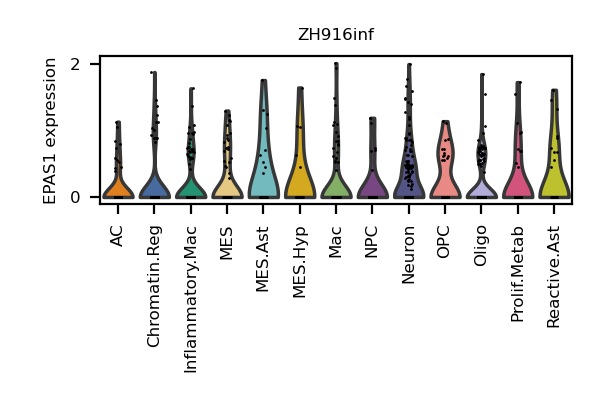 ZH916inf
EPAS1 expression
2
0
AC
Chromatin.Reg
Inflammatory.Mac
MES
MES.Ast
MES.Hyp
Mac
NPC
Neuron
OPC
Oligo
Prolif.Metab
Reactive.Ast